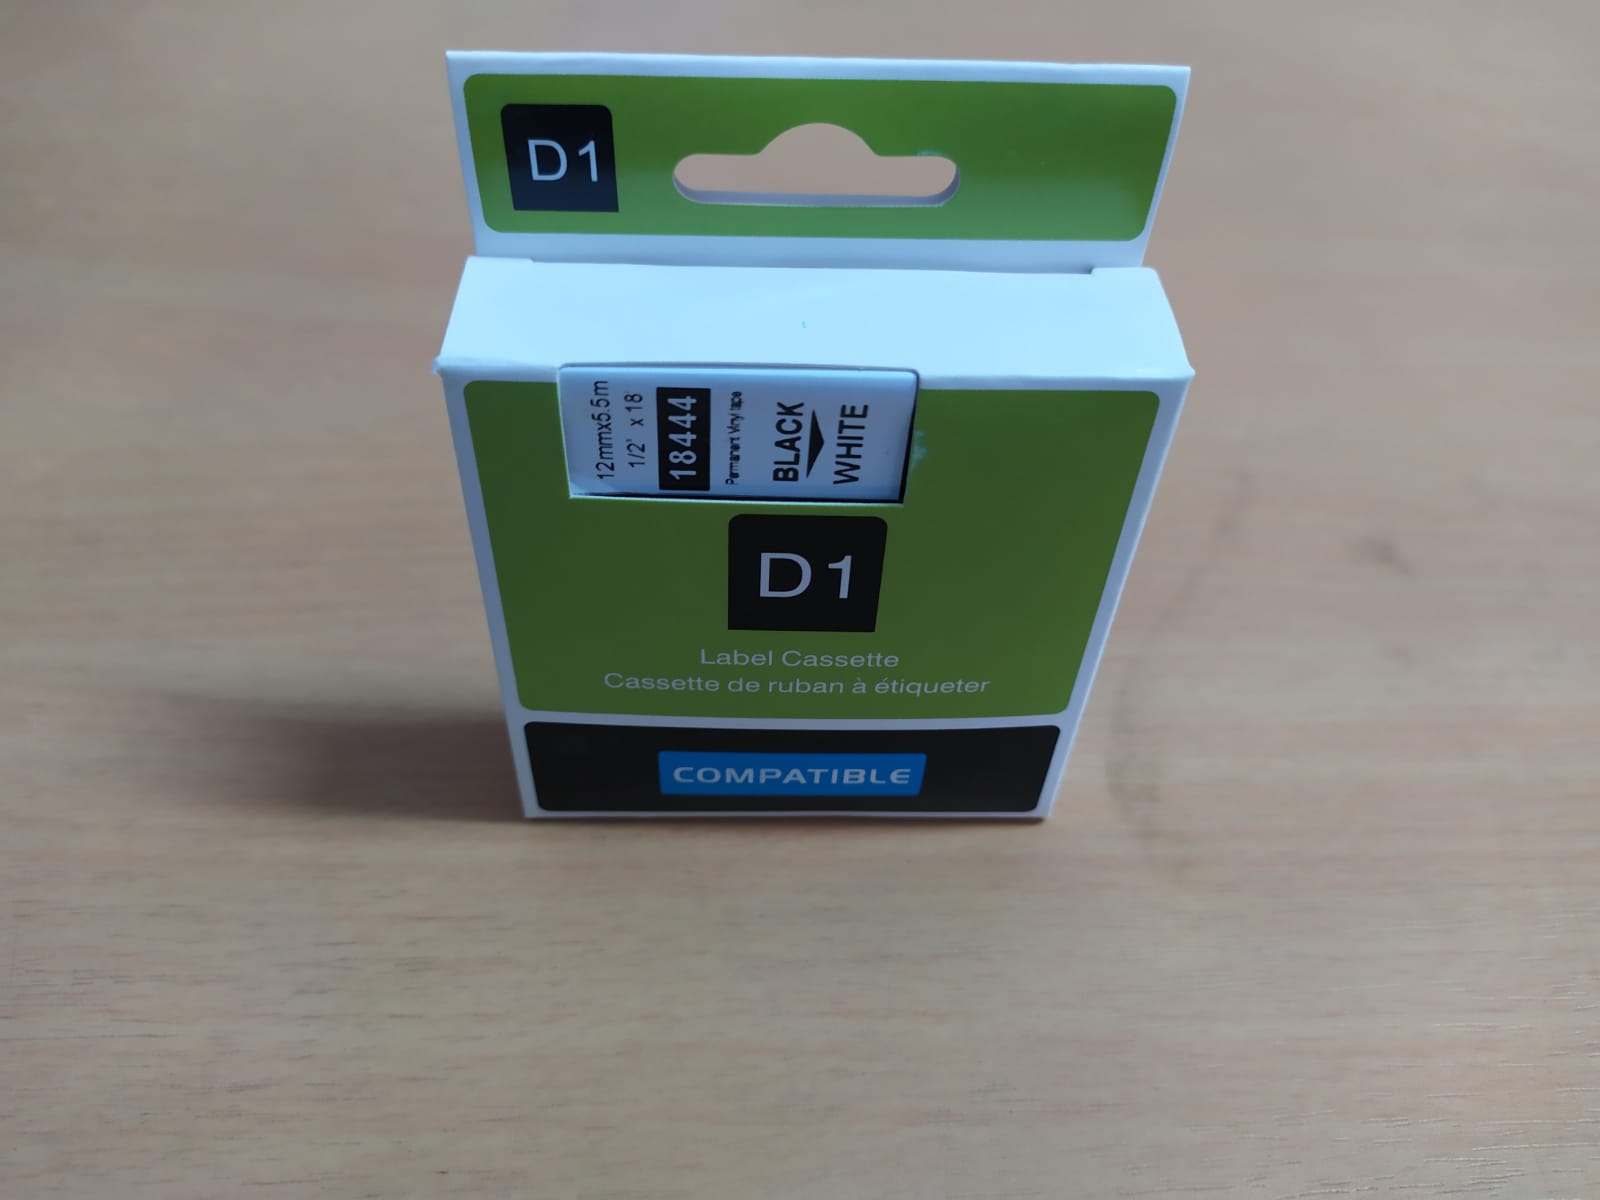 D1
12mmx5.5m
1/2" x 18'
18444
Permanent Vinyl tape
BLACK
WHITE
D1
Label Cassette
Cassette de ruban à étiqueter
COMPATIBLE